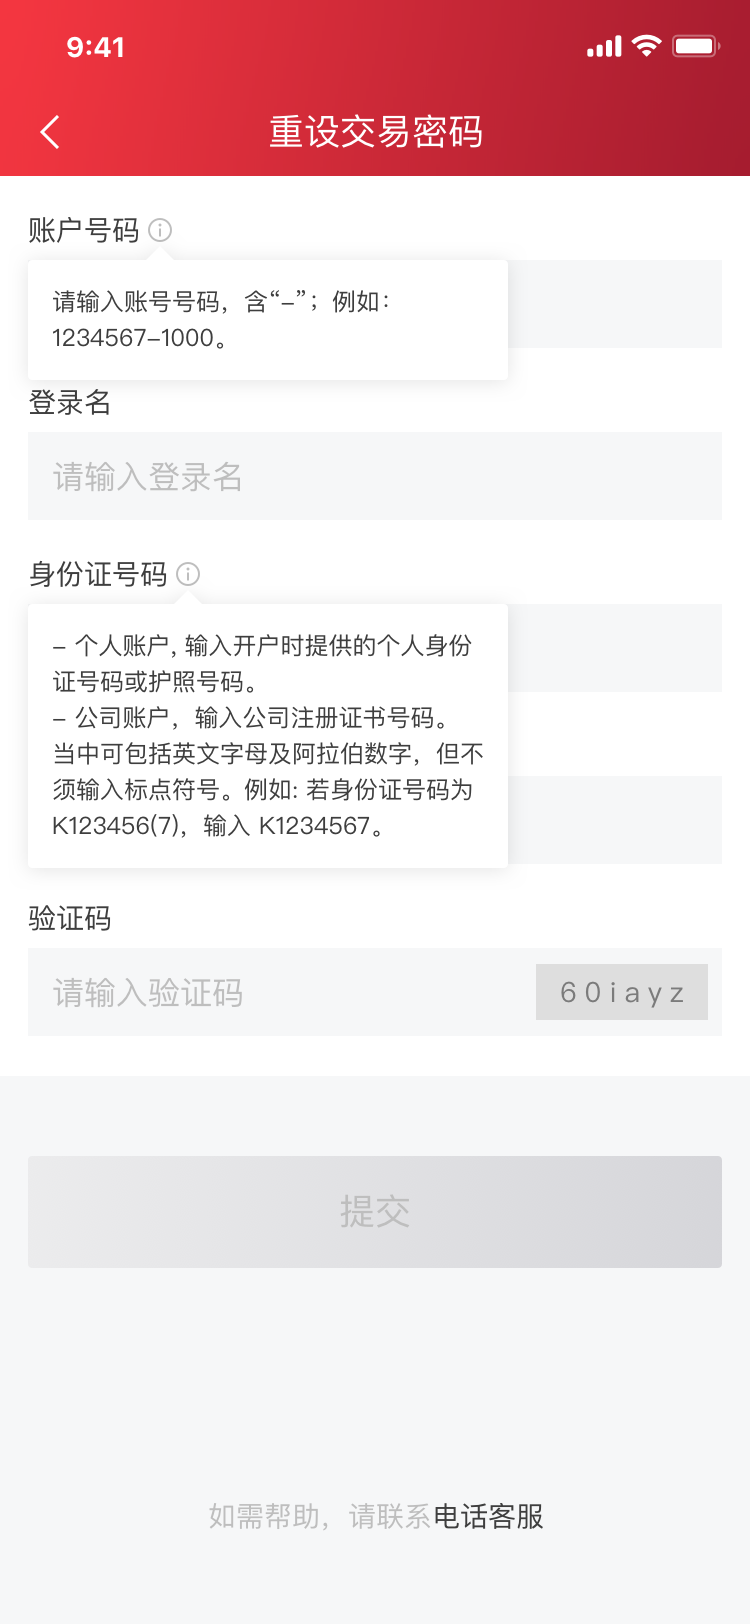 9:41
重设交易密码
账户号码
请输入账号号码，含“–”；例如：
1234567–1000。
登录名
请输入登录名
身份证号码
– 个人账户, 输入开户时提供的个人身份
证号码或护照号码。
– 公司账户，输入公司注册证书号码。
当中可包括英文字母及阿拉伯数字，但不
须输入标点符号。例如: 若身份证号码为
K123456(7)，输入 K1234567。
验证码
请输入验证码
60iayz
提交
如需帮助，请联系电话客服